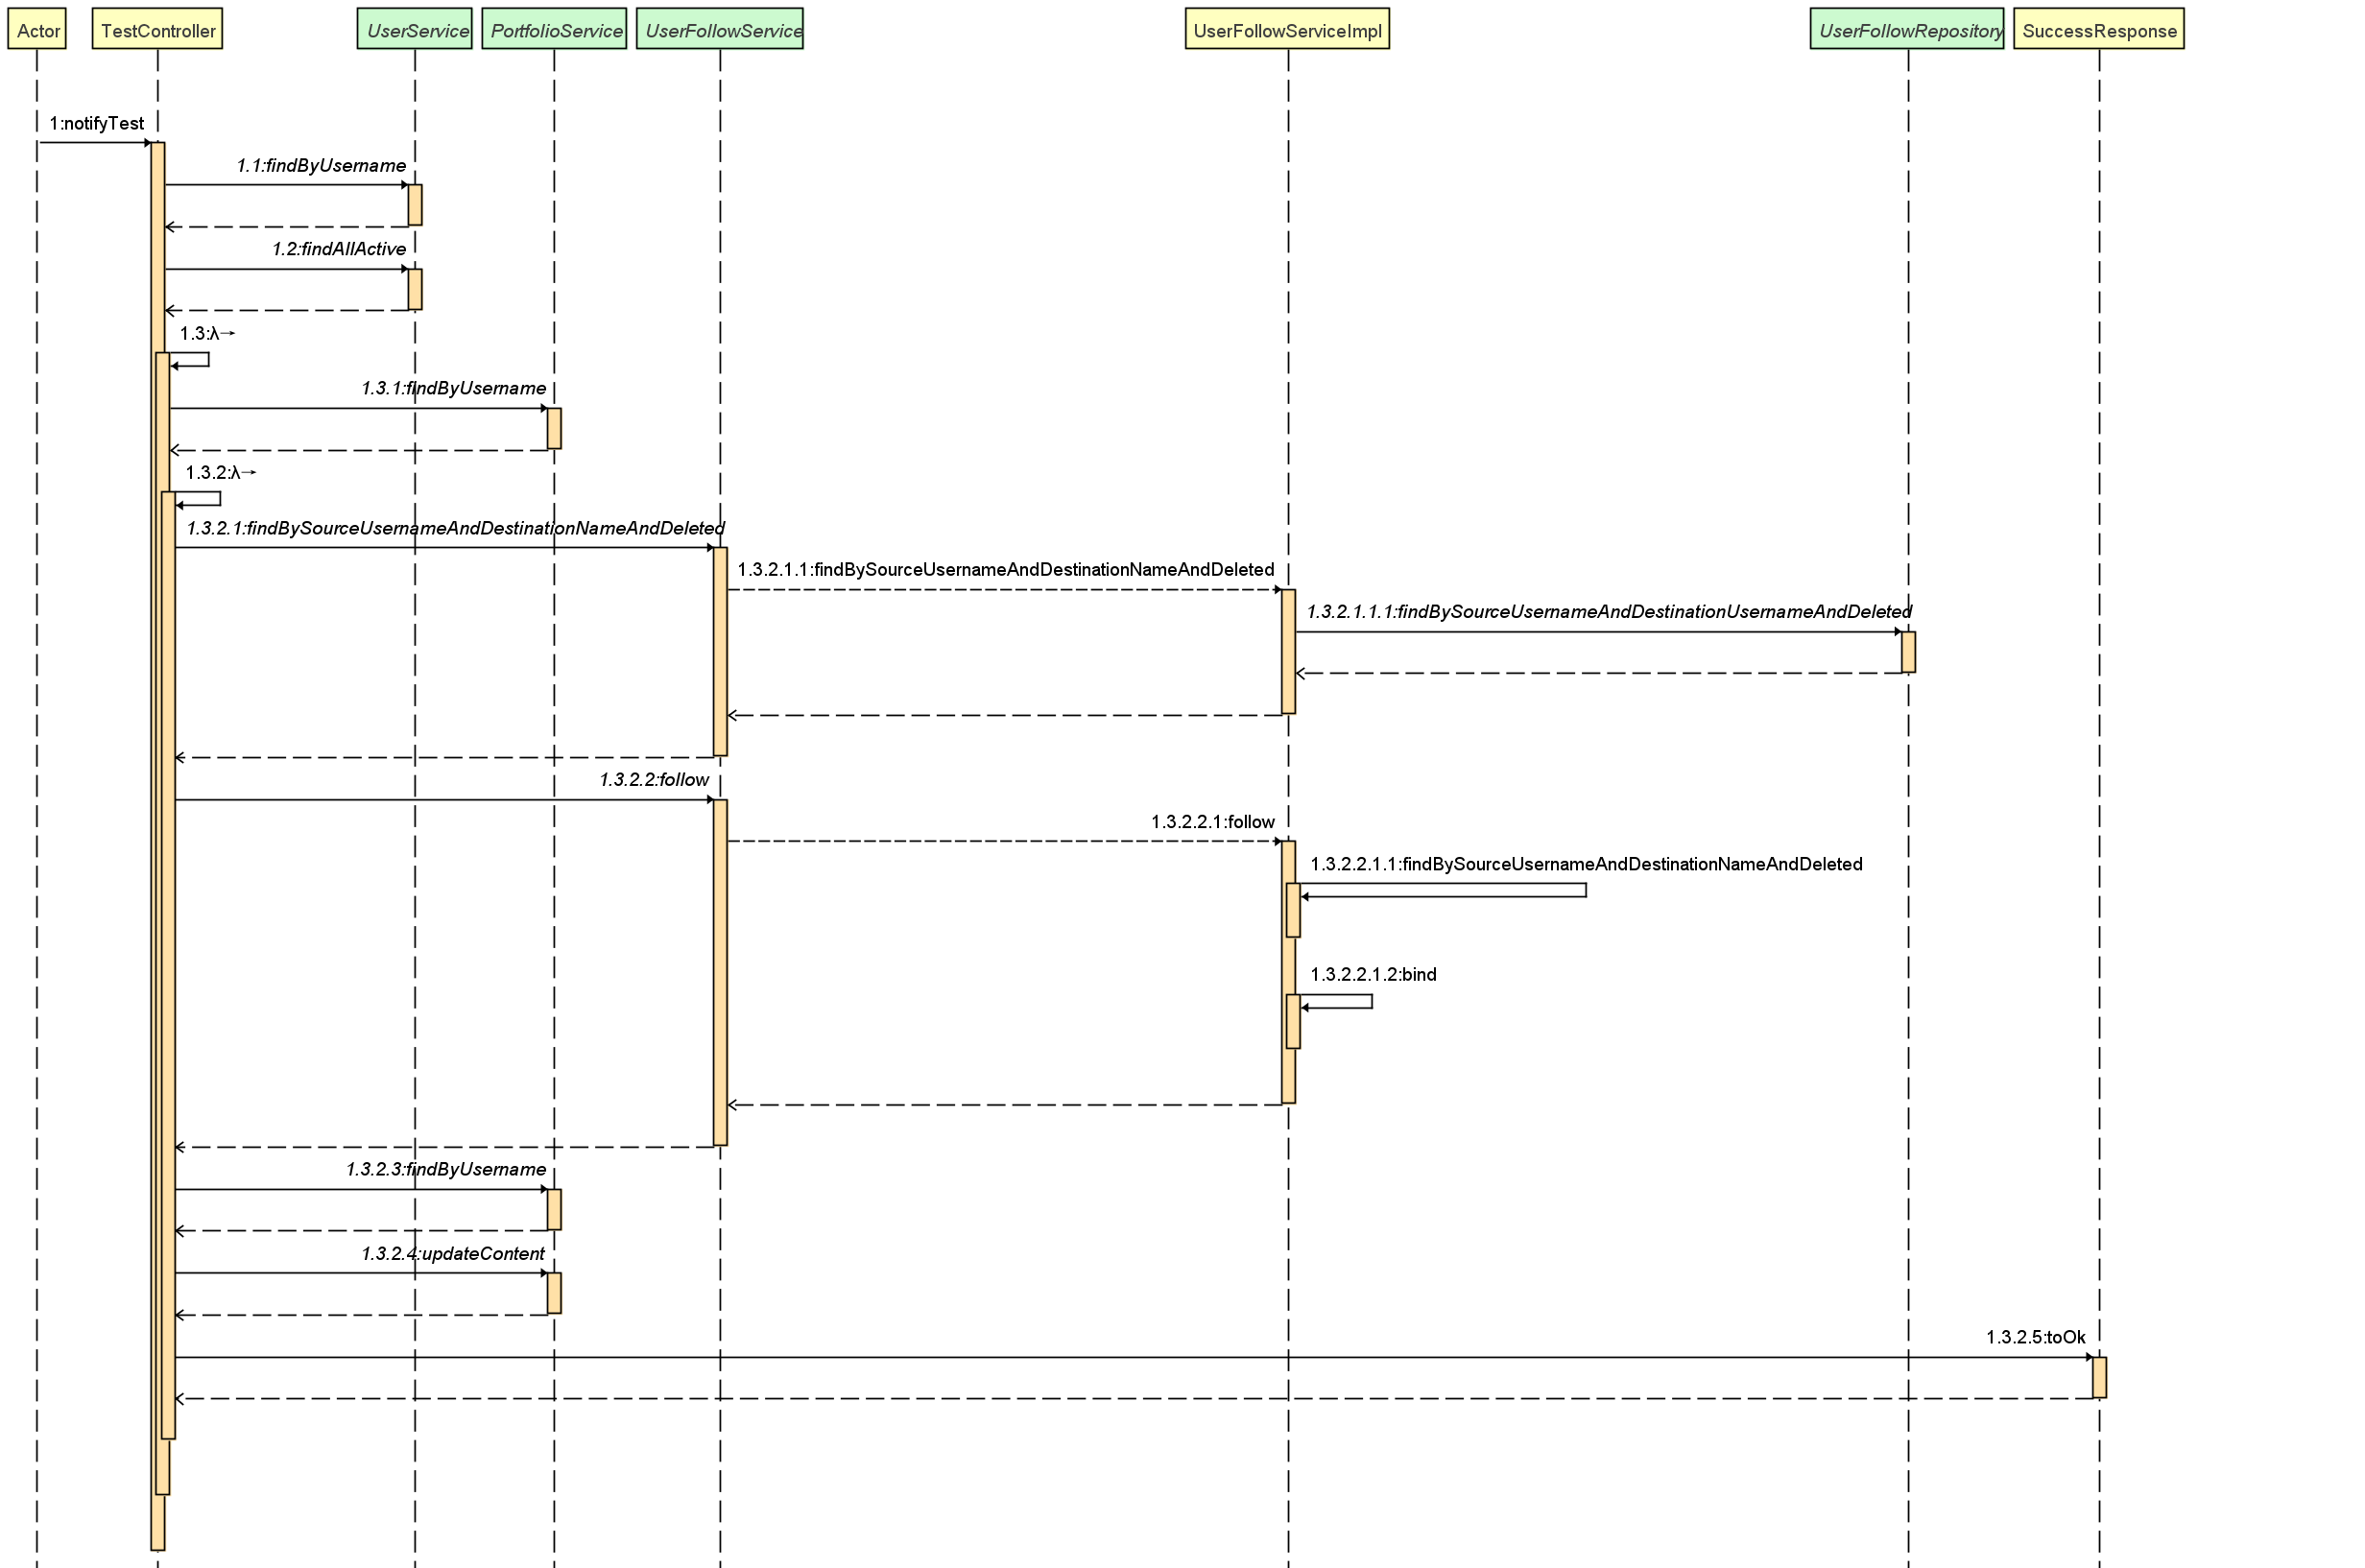 Actor
TestController
UserService
PortfolioService
UserFollowService
UserFollowServiceImpl
UserFollowRepository
SuccessResponse
1:notifyTest
1.1:findByUsername
1.2:findAllActive
1.3:λ→
1.3.1:findByUsername
1.3.2:λ→
1.3.2.1:findBySourceUsernameAndDestinationNameAndDeleted
1.3.2.1.1:findBySourceUsernameAndDestinationNameAndDeleted
1.3.2.1.1.1:findBySourceUsernameAndDestinationUsernameAndDeleted
1.3.2.2:follow
1.3.2.2.1:follow
1.3.2.2.1.1:findBySourceUsernameAndDestinationNameAndDeleted
1.3.2.2.1.2:bind
1.3.2.3:findByUsername
1.3.2.4:updateContent
1.3.2.5:toOk